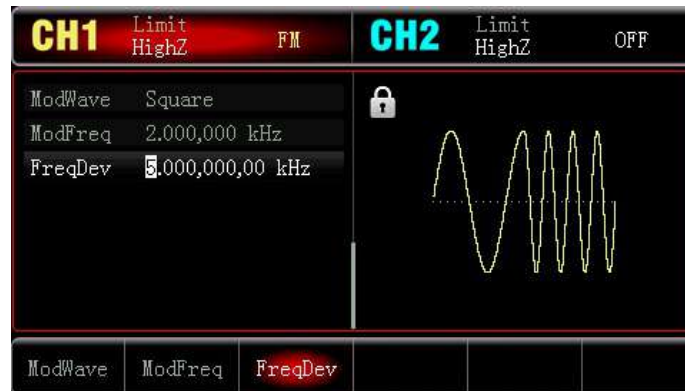 CH1 Limit HighZ FM CH2 Limit HighZ OFF
ModWave Square
ModFreq 2.000,000 kHz
FreqDev 5.000,000,00 kHz
ModWave ModFreq FreqDev